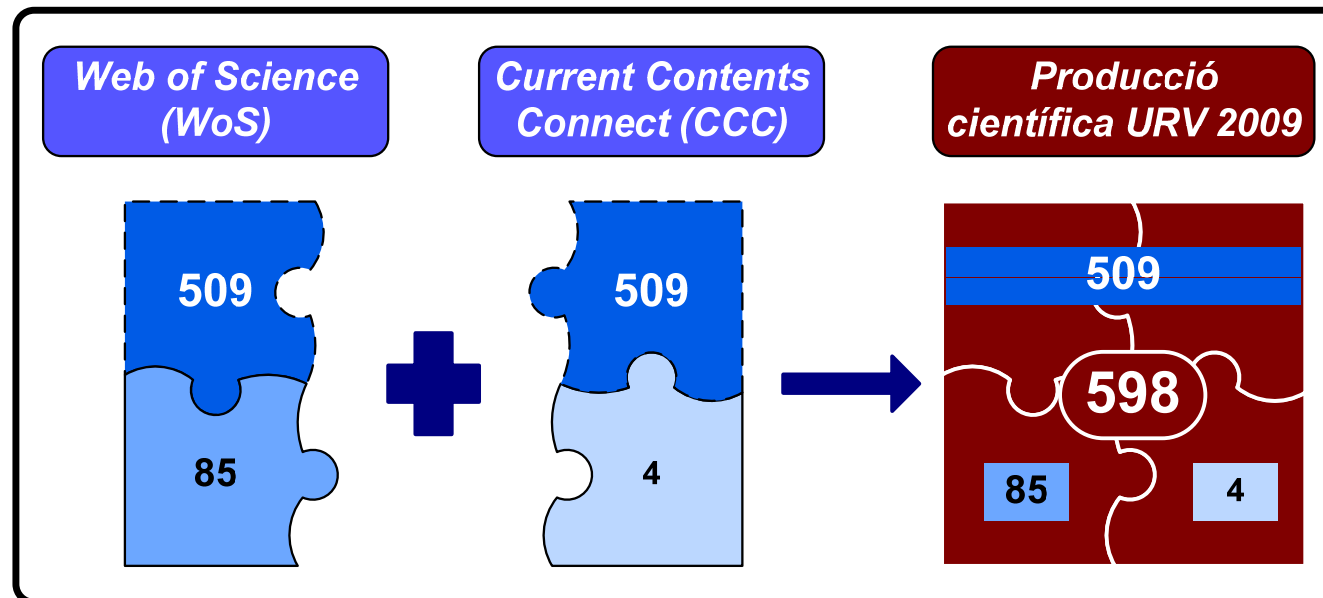 Web of Science
(WoS)
Current Contents
Connect (CCC)
Producció
científica URV 2009
509
85
509
4
509
598
85
4